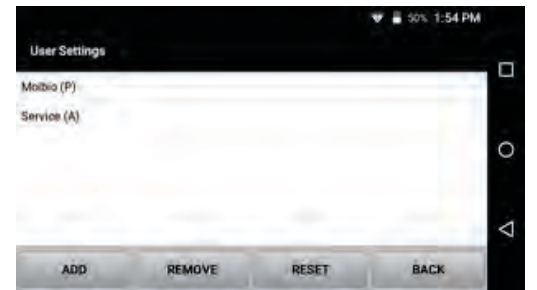 50% 1:54 PM
User Settings
Molbio (P)
Service (A)
ADD REMOVE RESET BACK